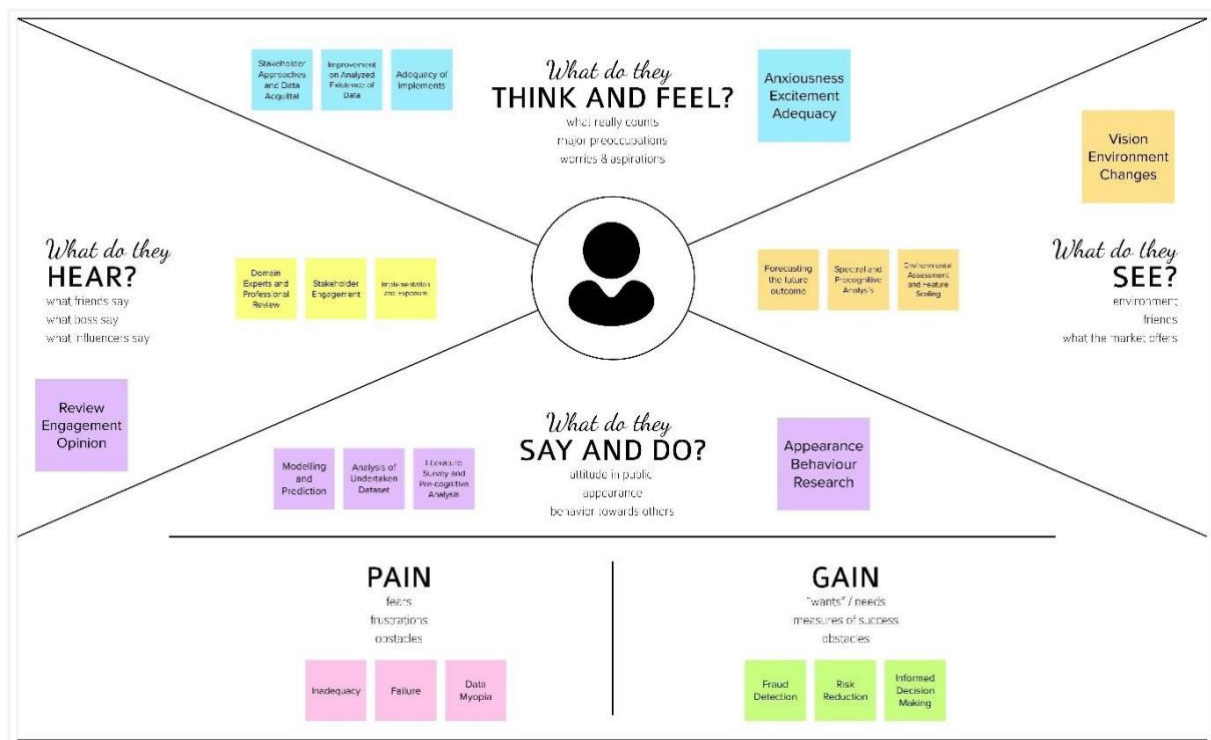 Stakeholder
Approaches
and Data
Acquittal
Improvement
on Analyzed
Existence of
Data
Adequacy of
Implements
What do they
THINK AND FEEL?
what really counts
major preoccupations
worries & aspirations
Anxiousness
Excitement
Adequacy
Vision
Environment
Changes
What do they
HEAR?
what friends say
what boss say
what influencers say
Domain
Experts and
Professional
Review
Stakeholder
Engagement
Implementation
and Exposure
Forecasting
the future
outcome
Spectral and
Precognitive
Analysis
Environmental
Assessment
and Feature
Scaling
What do they
SEE?
environment
friends
what the market offers
Review
Engagement
Opinion
What do they
SAY AND DO?
attitude in public
appearance
behavior towards others
Modelling
and
Prediction
Analysis of
Undertaken
Dataset
Literature
Survey and
Pre-cognitive
Analysis
Appearance
Behaviour
Research
PAIN
fears
frustrations
obstacles
Inadequacy
Failure
Data
Myopia
GAIN
"wants" / needs
measures of success
obstacles
Fraud
Detection
Risk
Reduction
Informed
Decision
Making